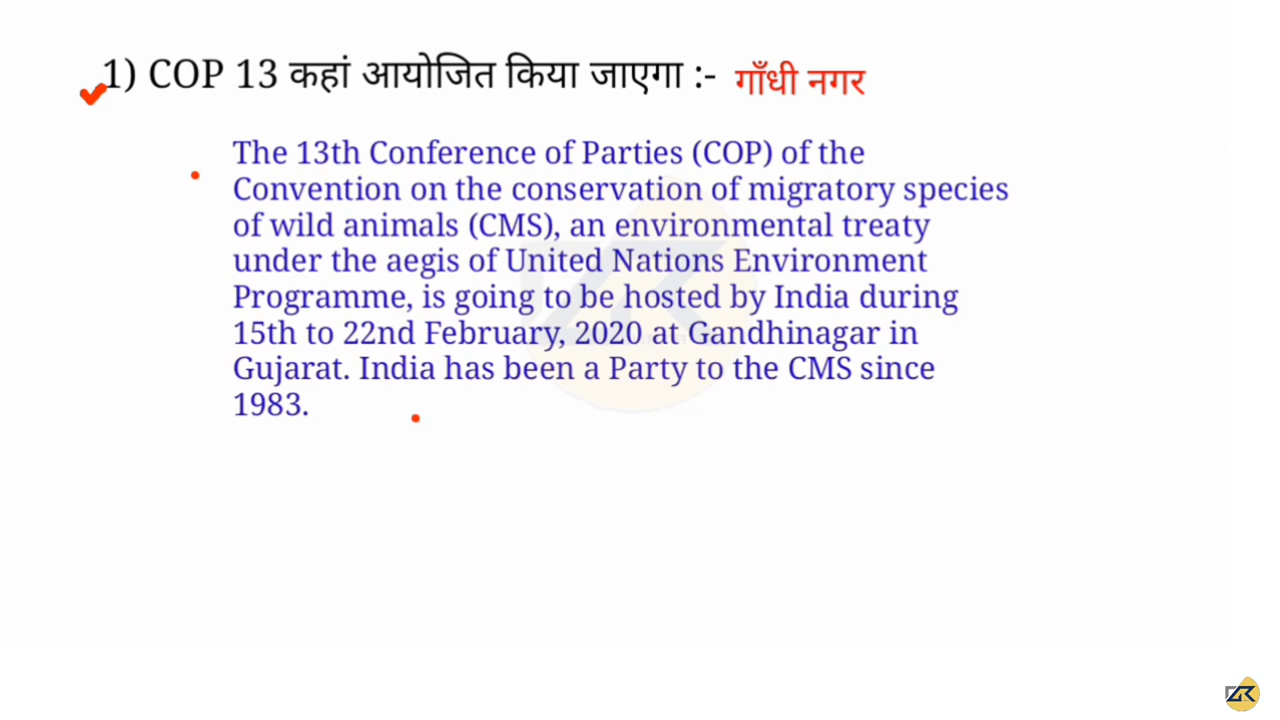 1) COP 13 कहां आयोजित किया जाएगा :- गाँधी नगर
The 13th Conference of Parties (COP) of the
Convention on the conservation of migratory species
of wild animals (CMS), an environmental treaty
under the aegis of United Nations Environment
Programme, is going to be hosted by India during
15th to 22nd February, 2020 at Gandhinagar in
Gujarat. India has been a Party to the CMS since
1983.